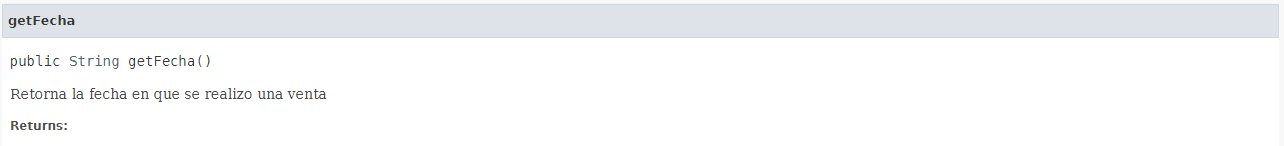 getFecha
public String getFecha()
Retorna la fecha en que se realizo una venta
Returns: